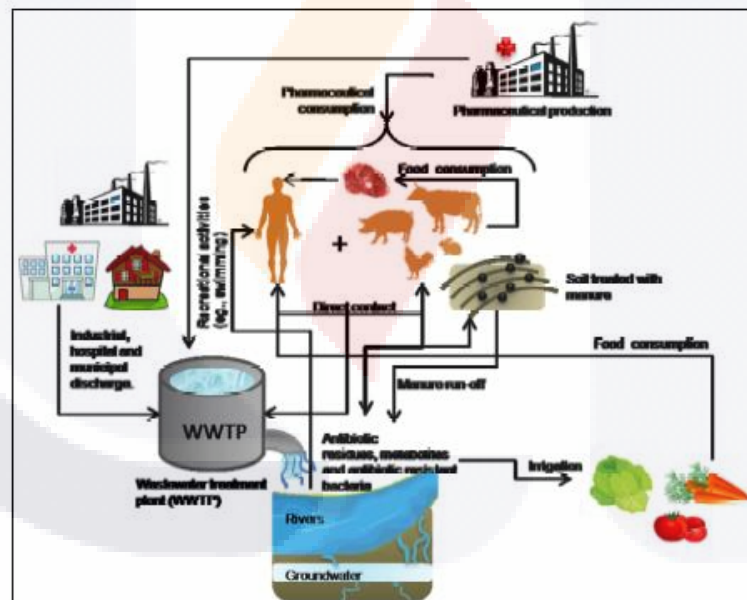 Pharmaceutical
consumption
Pharmaceutical production
Food consumption
Recreational activities
(eg., swimming)
+
Direct contact
Soil treated with
manure
Industrial,
hospital and
municipal
discharge.
Food consumption
Manure run-off
WWTP
Wastewater treatment
plant (WWTP)
Antibiotic
residues, metabolites
and antibiotic resistant
bacteria
Irrigation
Rivers
Groundwater